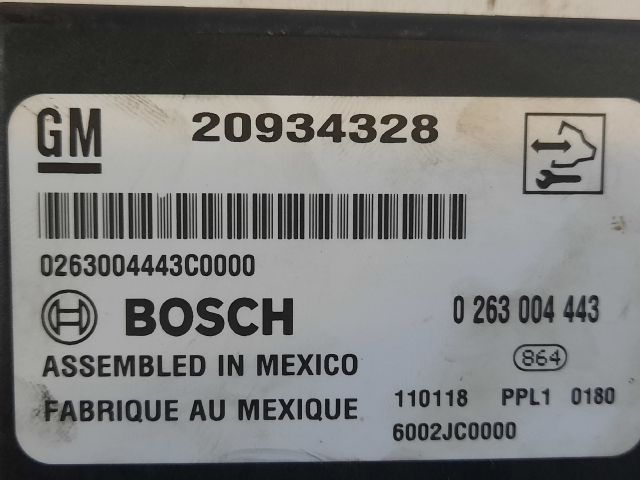 GM 20934328
0263004443C0000
BOSCH 0 263 004 443
ASSEMBLED IN MEXICO 864
FABRIQUE AU MEXIQUE 110118 PPL1 0180
6002JC0000